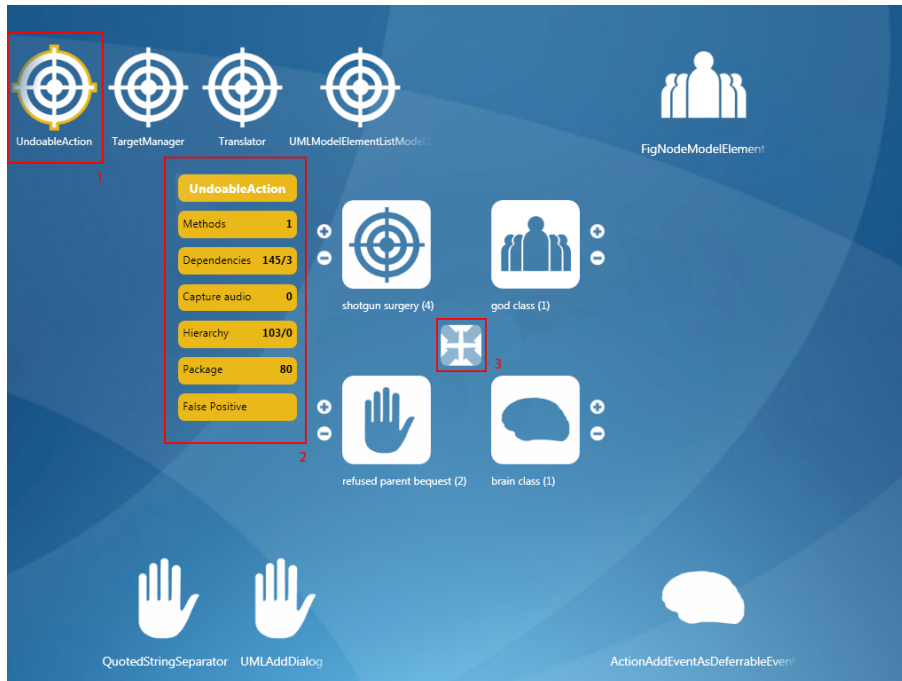 UndoableAction
TargetManager
Translator
UMLModelElementListModel
FigNodeModelElement
1
UndoableAction
Methods 1
Dependencies 145/3
Capture audio 0
Hierarchy 103/0
Package 80
False Positive
2
shotgun surgery (4)
god class (1)
3
refused parent bequest (2)
brain class (1)
QuotedStringSeparator
UMLAddDialog
ActionAddEventAsDeferrableEvent